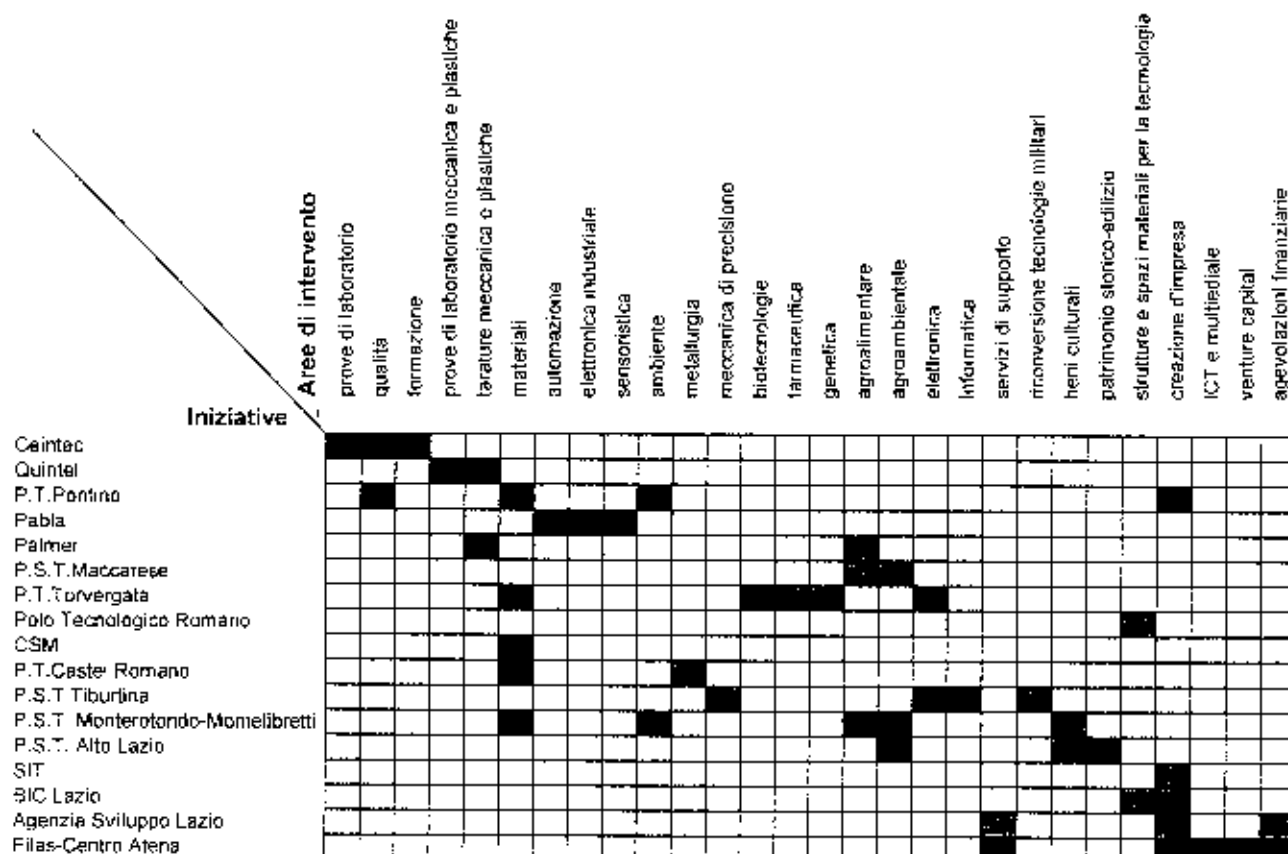 Aree di intervento
prove di laboratorio
qualità
formazione
prove di laboratorio meccanica e plastiche
tarature meccanica e plastiche
materiali
automazione
elettronica industriale
sensoristica
ambiente
metallurgia
meccanica di precisione
biotecnologie
farmaceutica
genetica
agroalimentare
agroambientale
elettronica
informatica
servizi di supporto
riconversione tecnologie militari
beni culturali
patrimonio storico-edilizio
strutture e spazi materiali per la tecnologia
creazione d'impresa
ICT e multiediale
venture capital
agevolazioni finanziarie
Iniziative
Ceintec
Quintel
P.T.Pontino
Pabla
Palmer
P.S.T.Maccarese
P.T.Torvergata
Polo Tecnologico Romano
CSM
P.T.Castel Romano
P.S.T Tiburtina
P.S.T. Monterotondo-Momelibretti
P.S.T. Alto Lazio
SIT
BIC Lazio
Agenzia Sviluppo Lazio
Filas-Centro Atena